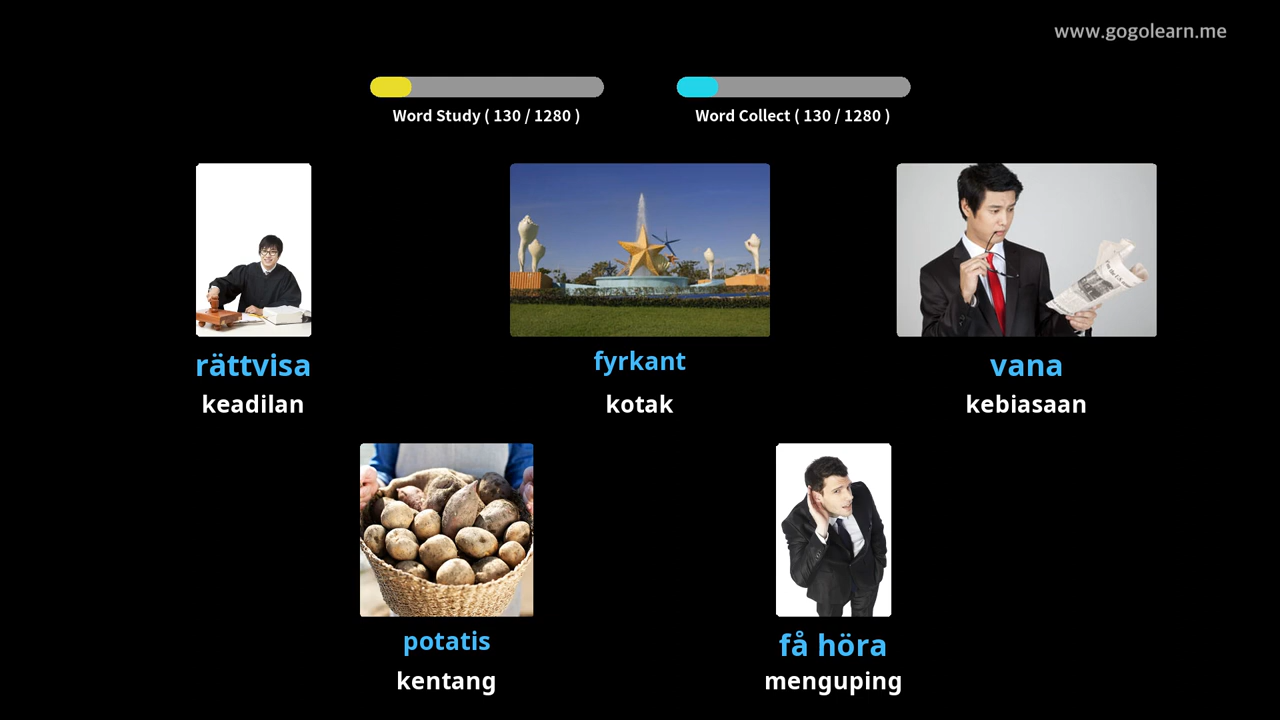 www.gogolearn.me
Word Study ( 130 / 1280 )
Word Collect ( 130 / 1280 )
rättvisa
keadilan
fyrkant
kotak
vana
kebiasaan
potatis
kentang
få höra
menguping